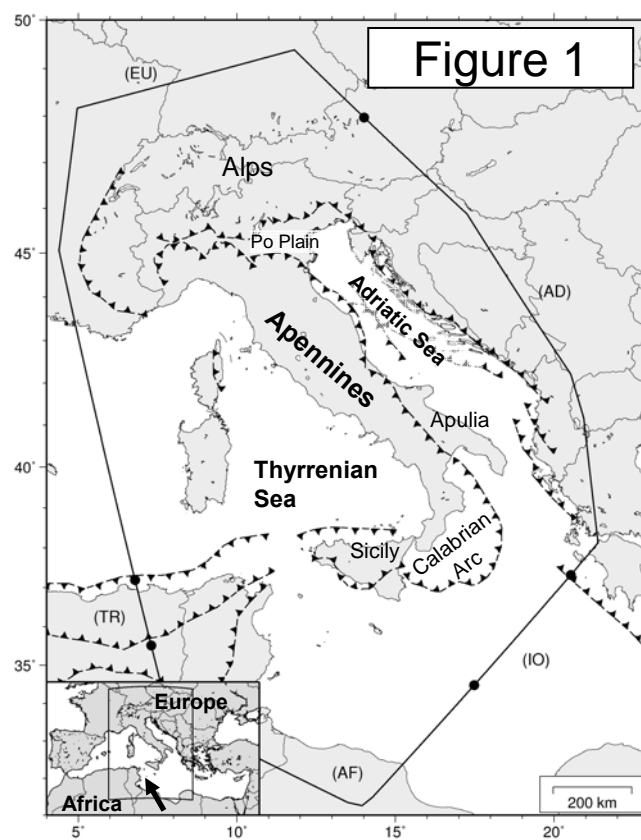 50°
Figure 1
(EU)
Alps
45°
Po Plain
Adriatic Sea
(AD)
Apennines
Apulia
40°
Thyrrenian
Sea
Sicily
Calabrian
Arc
(TR)
(IO)
35°
Europe
(AF)
Africa
200 km
5°
10°
15°
20°